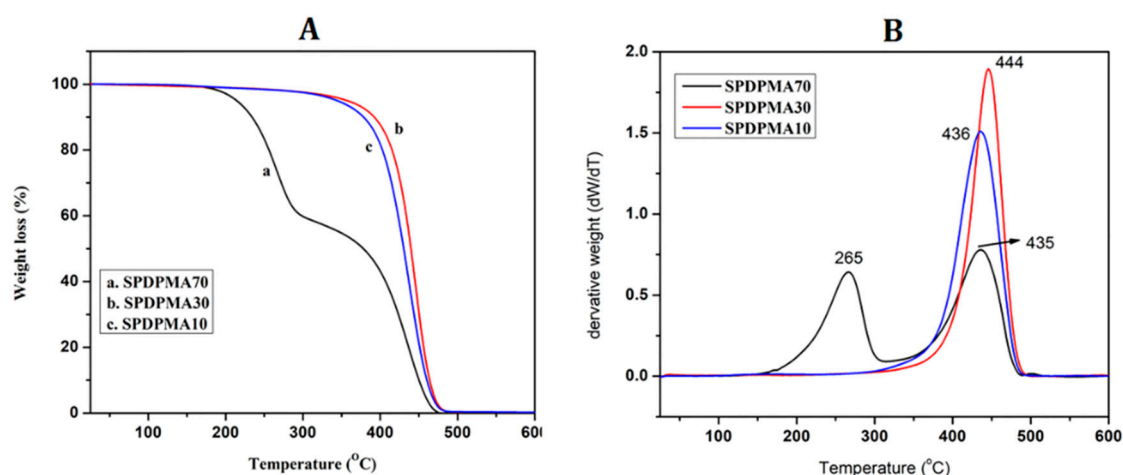 A
100
80
60
40
20
0
Weight loss (%)
a
b
c
a. SPDPMA70
b. SPDPMA30
c. SPDPMA10
100
200
300
400
500
600
Temperature (°C)
B
2.0
1.5
1.0
0.5
0.0
dervative weight (dW/dT)
SPDPMA70
SPDPMA30
SPDPMA10
444
436
435
265
100
200
300
400
500
600
Temperature (°C)